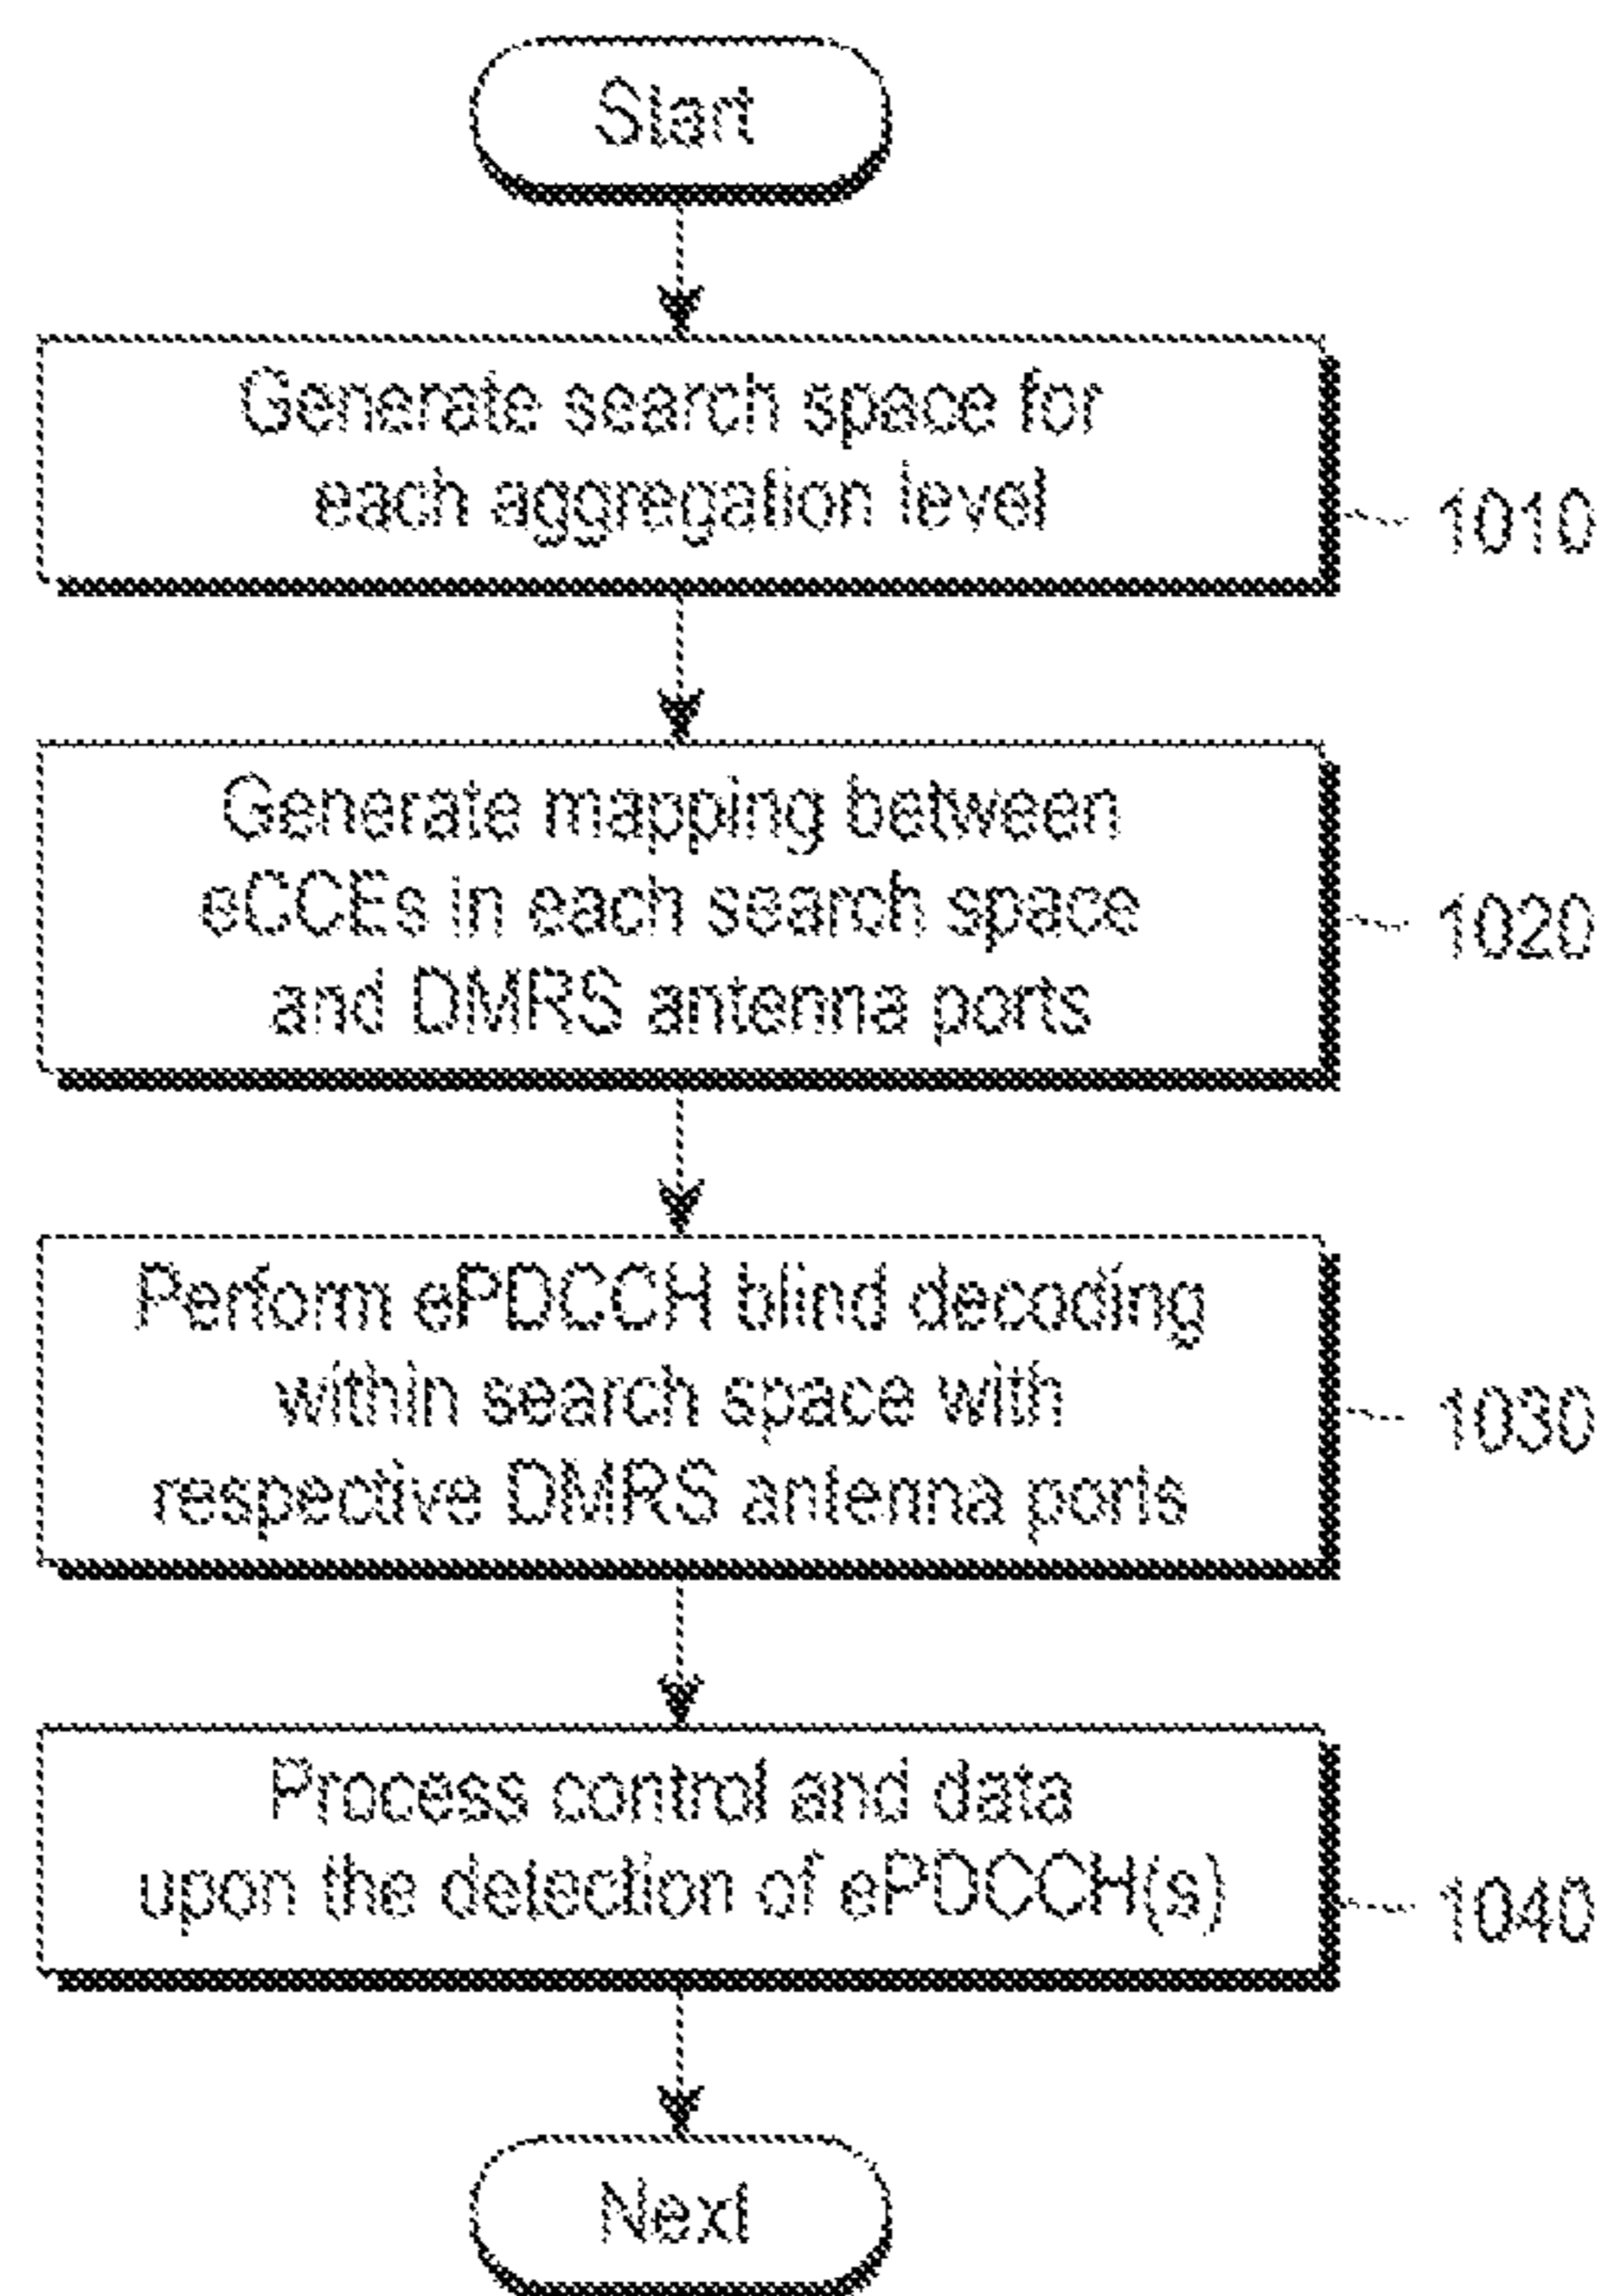 Start
Generate search space for
each aggregation level
1010
Generate mapping between
eCCEs in each search space
and DMRS antenna ports
1020
Perform ePDCCH blind decoding
within search space with
respective DMRS antenna ports
1030
Process control and data
upon the detection of ePDCCH(s)
1040
Next